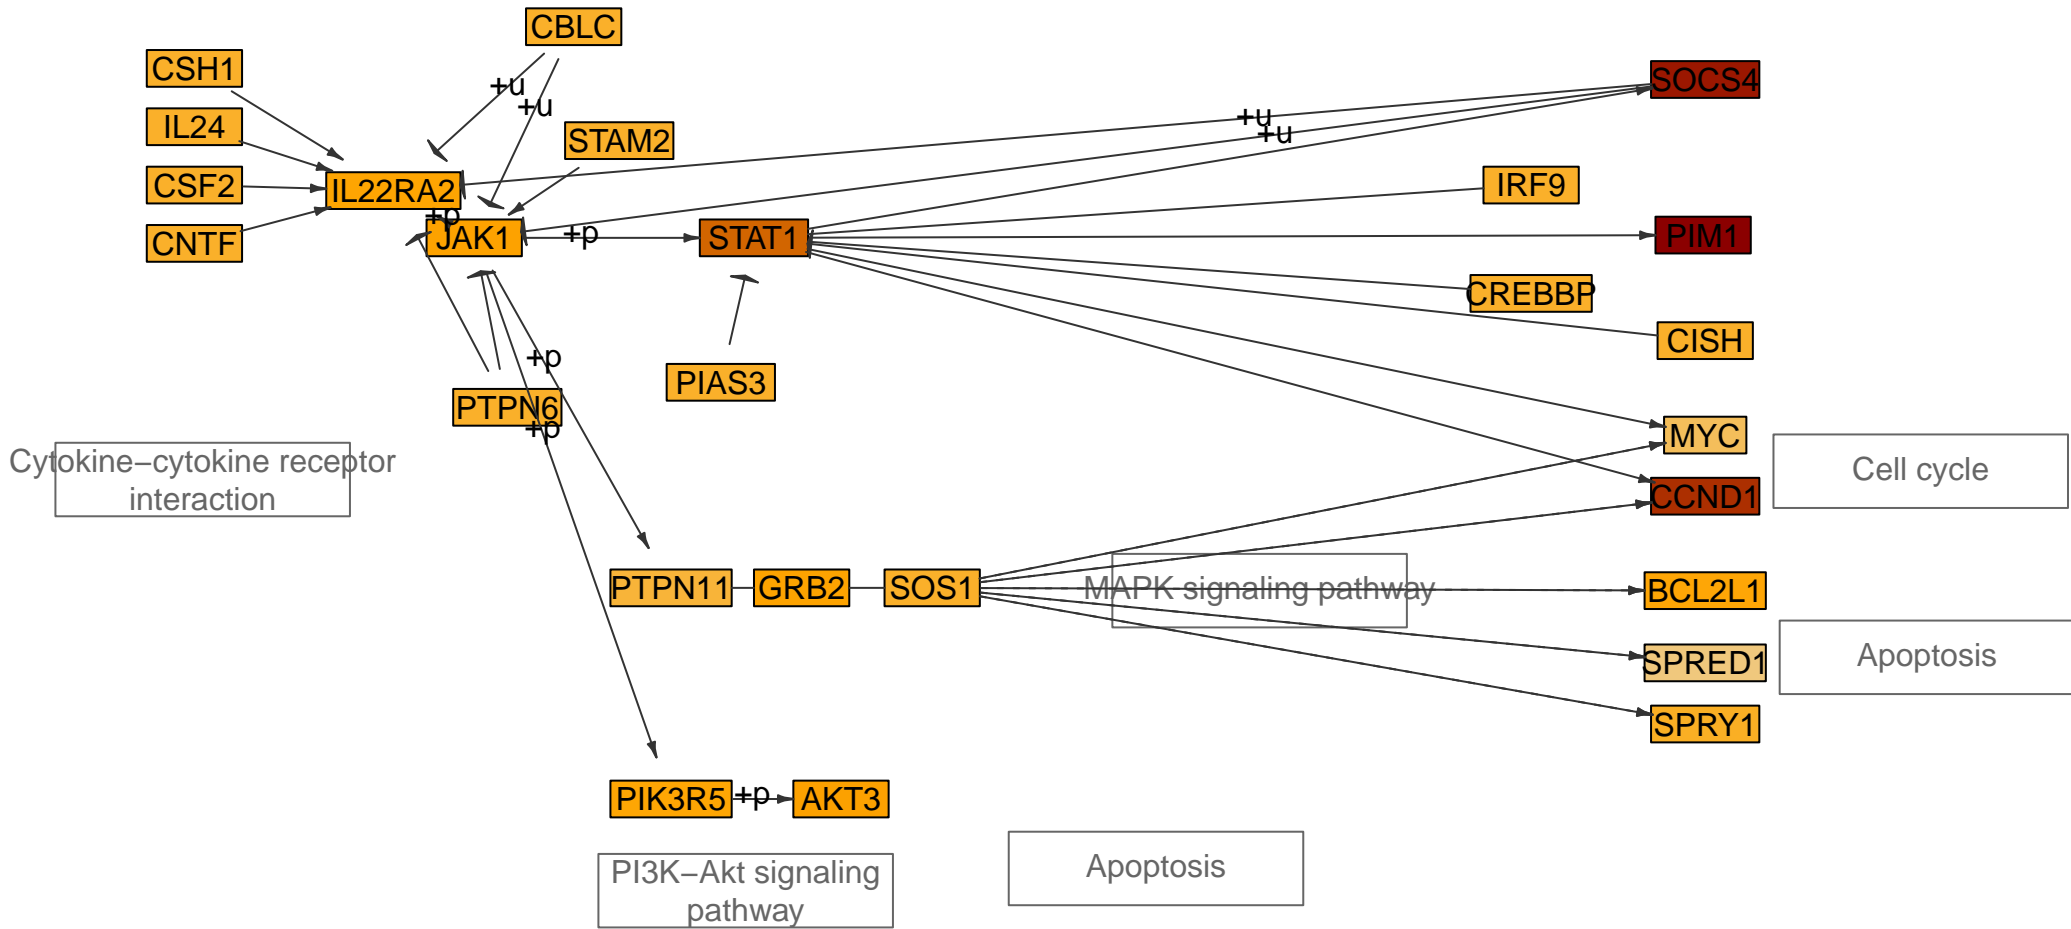 CBLC
CSH1
SOCS4
+u
+u
+u
+u
IL24
STAM2
CSF2
IL22RA2
IRF9
+p
CNTF
JAK1
+p
STAT1
PIM1
CREBBP
CISH
+p
PIAS3
PTPN6
+p
MYC
Cytokine−cytokine receptor
interaction
Cell cycle
CCND1
PTPN11
GRB2
SOS1
MAPK signaling pathway
BCL2L1
SPRED1
Apoptosis
SPRY1
PIK3R5
+p
AKT3
PI3K−Akt signaling
pathway
Apoptosis